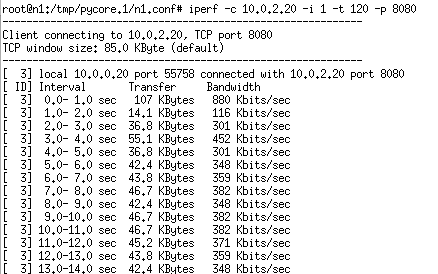 root@n1:/tmp/pycore.1/n1.conf# iperf -c 10.0.2.20 -i 1 -t 120 -p 8080
------------------------------------------------------------
Client connecting to 10.0.2.20, TCP port 8080
TCP window size: 85.0 KByte (default)
------------------------------------------------------------
[  3] local 10.0.0.20 port 55758 connected with 10.0.2.20 port 8080
[ ID] Interval       Transfer     Bandwidth
[  3]  0.0- 1.0 sec   107 KBytes   880 Kbits/sec
[  3]  1.0- 2.0 sec  14.1 KBytes   116 Kbits/sec
[  3]  2.0- 3.0 sec  36.8 KBytes   301 Kbits/sec
[  3]  3.0- 4.0 sec  55.1 KBytes   452 Kbits/sec
[  3]  4.0- 5.0 sec  36.8 KBytes   301 Kbits/sec
[  3]  5.0- 6.0 sec  42.4 KBytes   348 Kbits/sec
[  3]  6.0- 7.0 sec  43.8 KBytes   359 Kbits/sec
[  3]  7.0- 8.0 sec  46.7 KBytes   382 Kbits/sec
[  3]  8.0- 9.0 sec  42.4 KBytes   348 Kbits/sec
[  3]  9.0-10.0 sec  46.7 KBytes   382 Kbits/sec
[  3] 10.0-11.0 sec  46.7 KBytes   382 Kbits/sec
[  3] 11.0-12.0 sec  45.2 KBytes   371 Kbits/sec
[  3] 12.0-13.0 sec  43.8 KBytes   359 Kbits/sec
[  3] 13.0-14.0 sec  42.4 KBytes   348 Kbits/sec